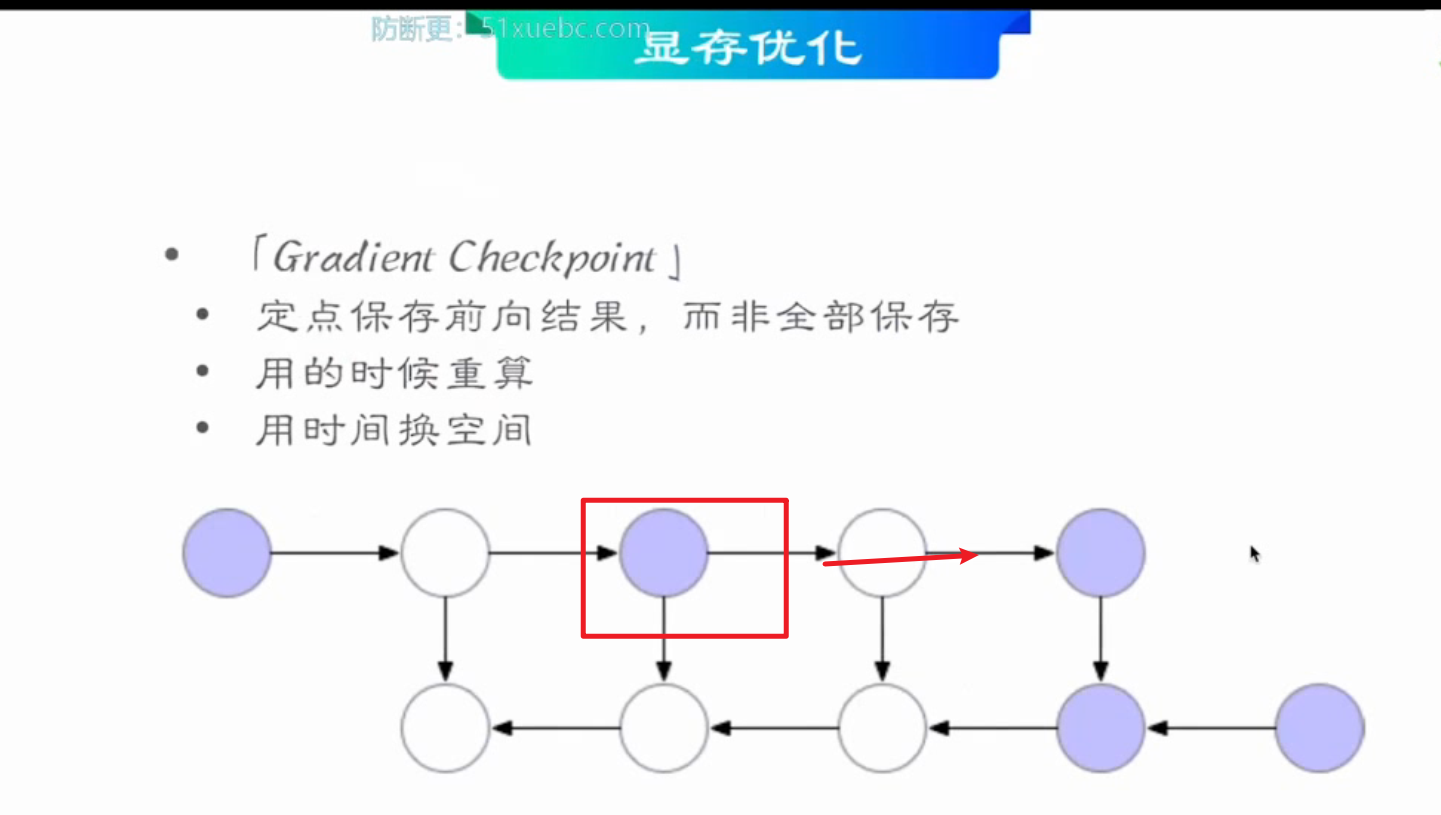 防断更：51xuebc.com
显存优化
• 「Gradient Checkpoint」
• 定点保存前向结果，而非全部保存
• 用的时候重算
• 用时间换空间